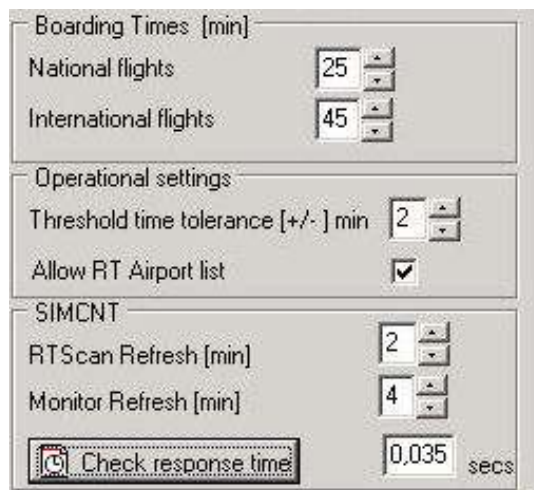 Boarding Times [min]
National flights 25
International flights 45
Operational settings
Threshold time tolerance [+/- ] min 2
Allow RT Airport list
SIMCNT
RTScan Refresh [min] 2
Monitor Refresh [min] 4
Check response time 0,035 secs